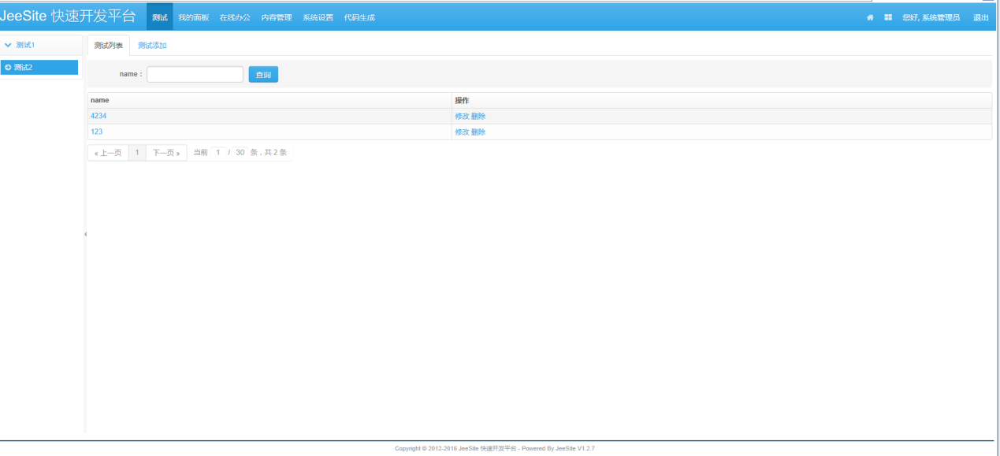 JeeSite 快速开发平台 测试 我的面板 在线办公 内容管理 系统设置 代码生成 您好, 系统管理员 退出
测试1
测试2
测试列表 测试添加
name： 查询
name 操作
4234 修改 删除
123 修改 删除
« 上一页 1 下一页 » 当前 1 / 30 条，共 2 条
Copyright © 2012-2016 JeeSite 快速开发平台 - Powered By JeeSite V1.2.7